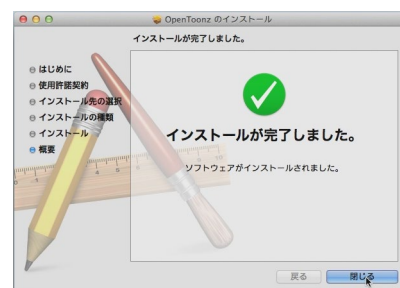 OpenToonz のインストール
インストールが完了しました。
はじめに
使用許諾契約
インストール先の選択
インストールの種類
インストール
概要
インストールが完了しました。
ソフトウェアがインストールされました。
戻る
閉じる